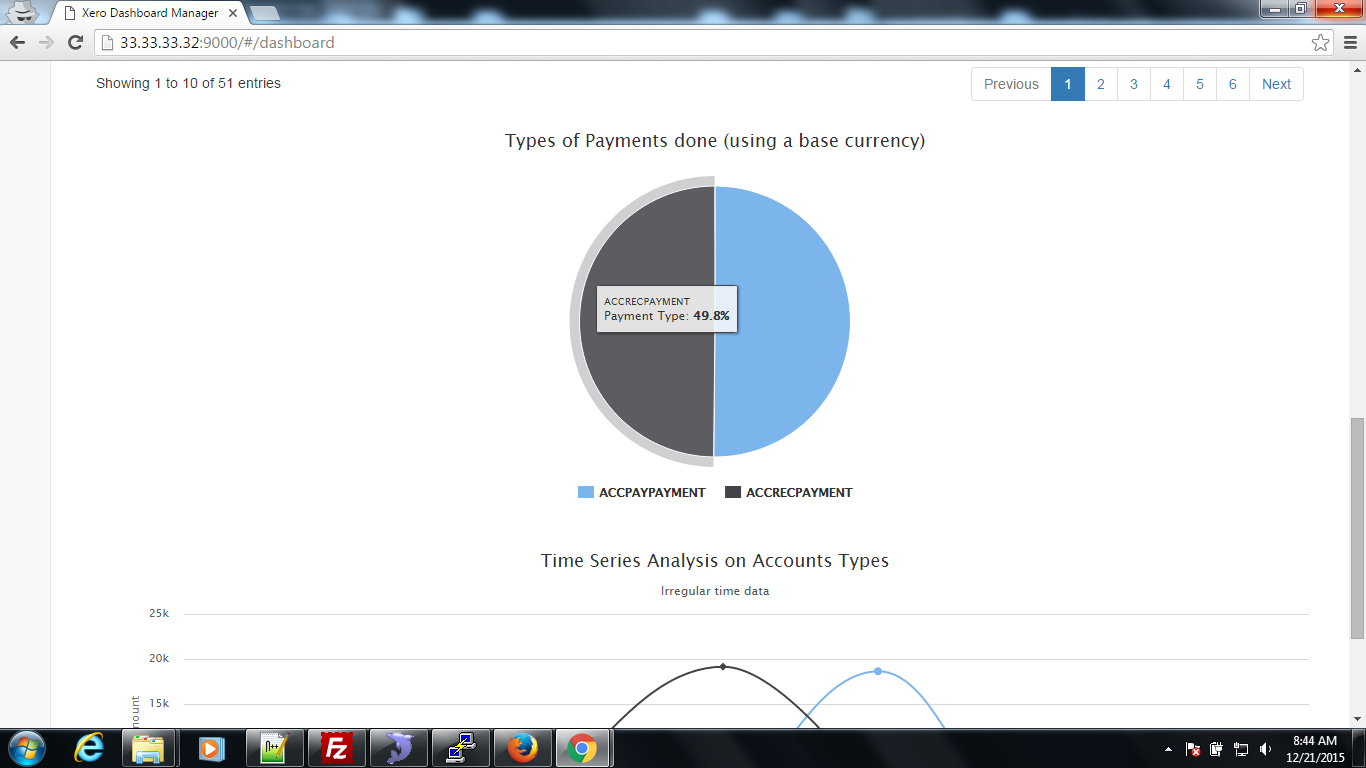 Xero Dashboard Manager
33.33.33.32:9000/#/dashboard
Showing 1 to 10 of 51 entries
Previous 1 2 3 4 5 6 Next
Types of Payments done (using a base currency)
ACCRECPAYMENT
Payment Type: 49.8%
ACCPAYPAYMENT ACCRECPAYMENT
Time Series Analysis on Accounts Types
Irregular time data
25k
20k
15k
8:44 AM
12/21/2015